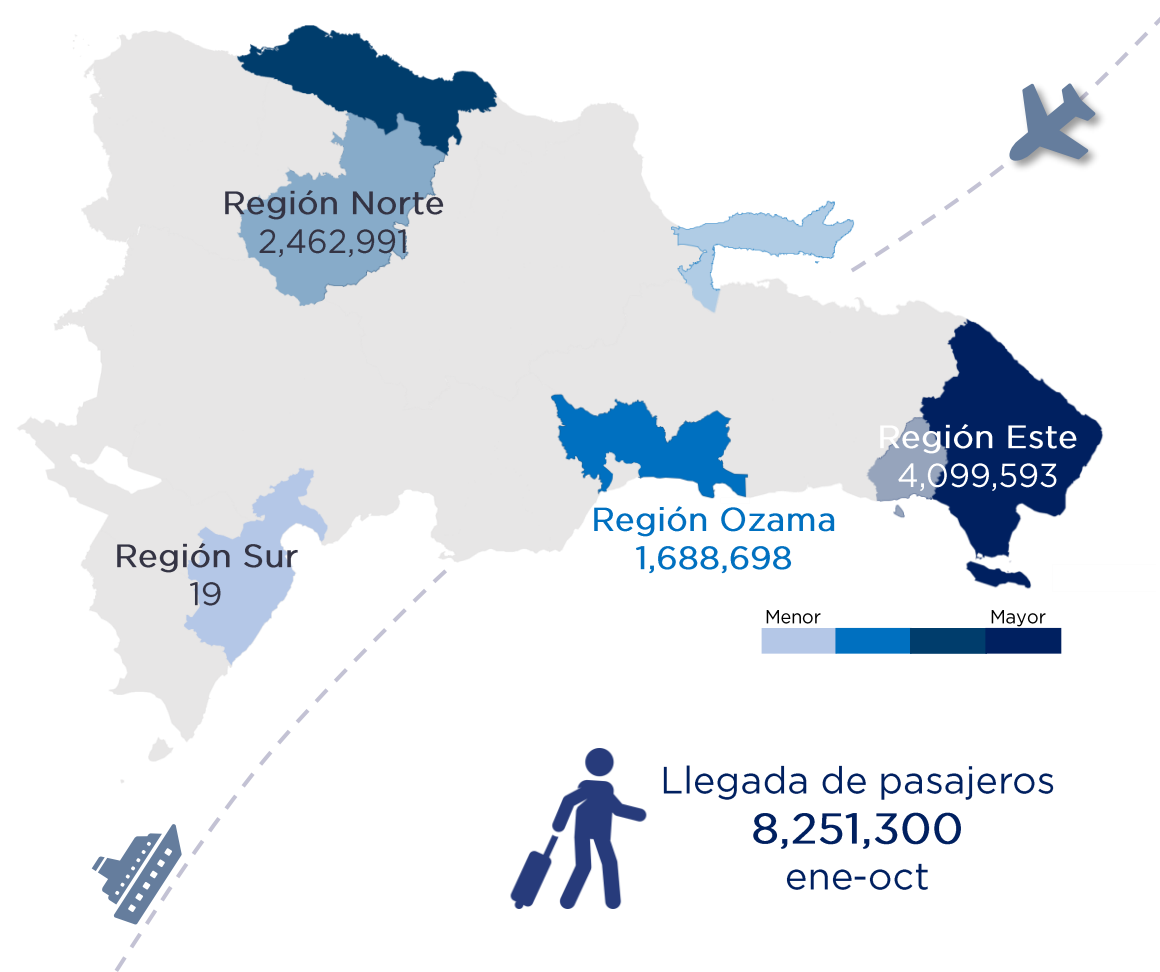 Región Norte
2,462,991
Región Este
4,099,593
Región Ozama
1,688,698
Región Sur
19
Menor
Mayor
Llegada de pasajeros
8,251,300
ene-oct